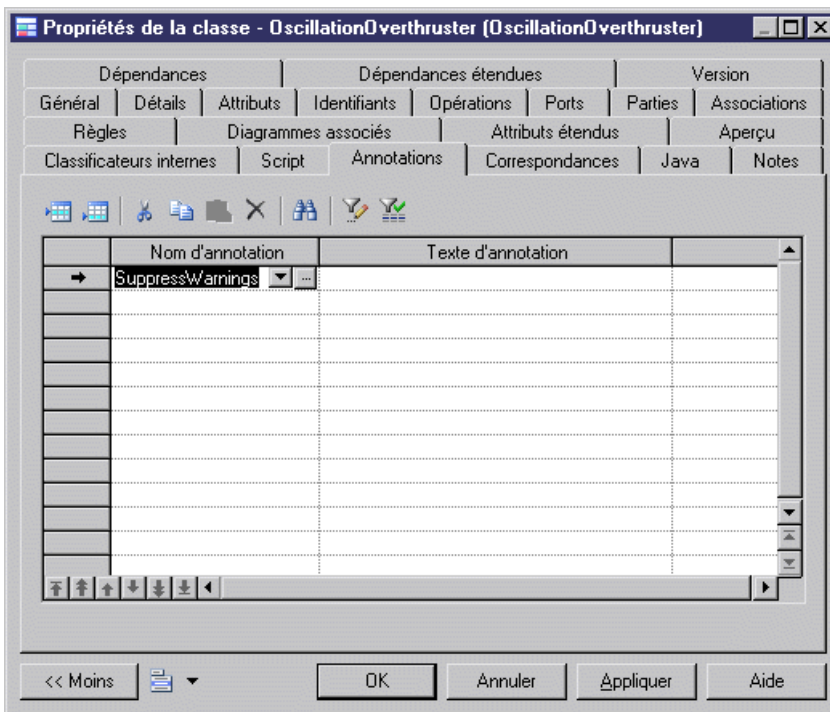 Propriétés de la classe - OscillationOverthruster (OscillationOverthruster)
Dépendances Dépendances étendues Version
Général Détails Attributs Identifiants Opérations Ports Parties Associations
Règles Diagrammes associés Attributs étendus Aperçu
Classificateurs internes Script Annotations Correspondances Java Notes
Nom d'annotation Texte d'annotation
SuppressWarnings ...
<< Moins OK Annuler Appliquer Aide